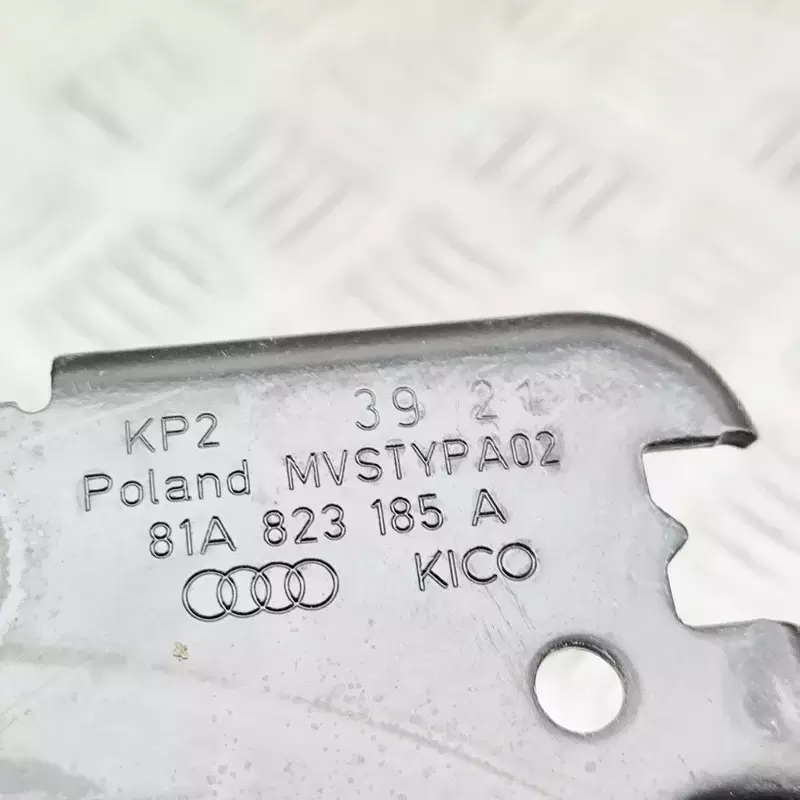 KP2 39 21
Poland MVSTYPA02
81A 823 185 A
KICO